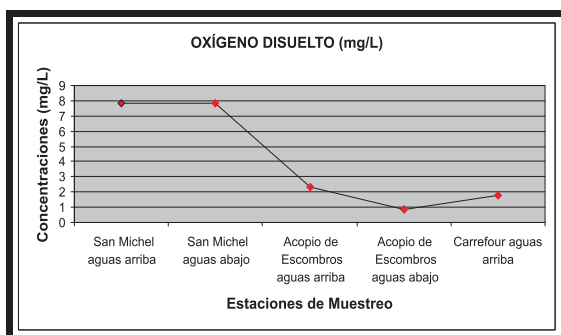 OXÍGENO DISUELTO (mg/L)
Concentraciones (mg/L)
9
8
7
6
5
4
3
2
1
0
San Michel
aguas arriba
San Michel
aguas abajo
Acopio de
Escombros
aguas arriba
Acopio de
Escombros
aguas abajo
Carrefour aguas
arriba
Estaciones de Muestreo